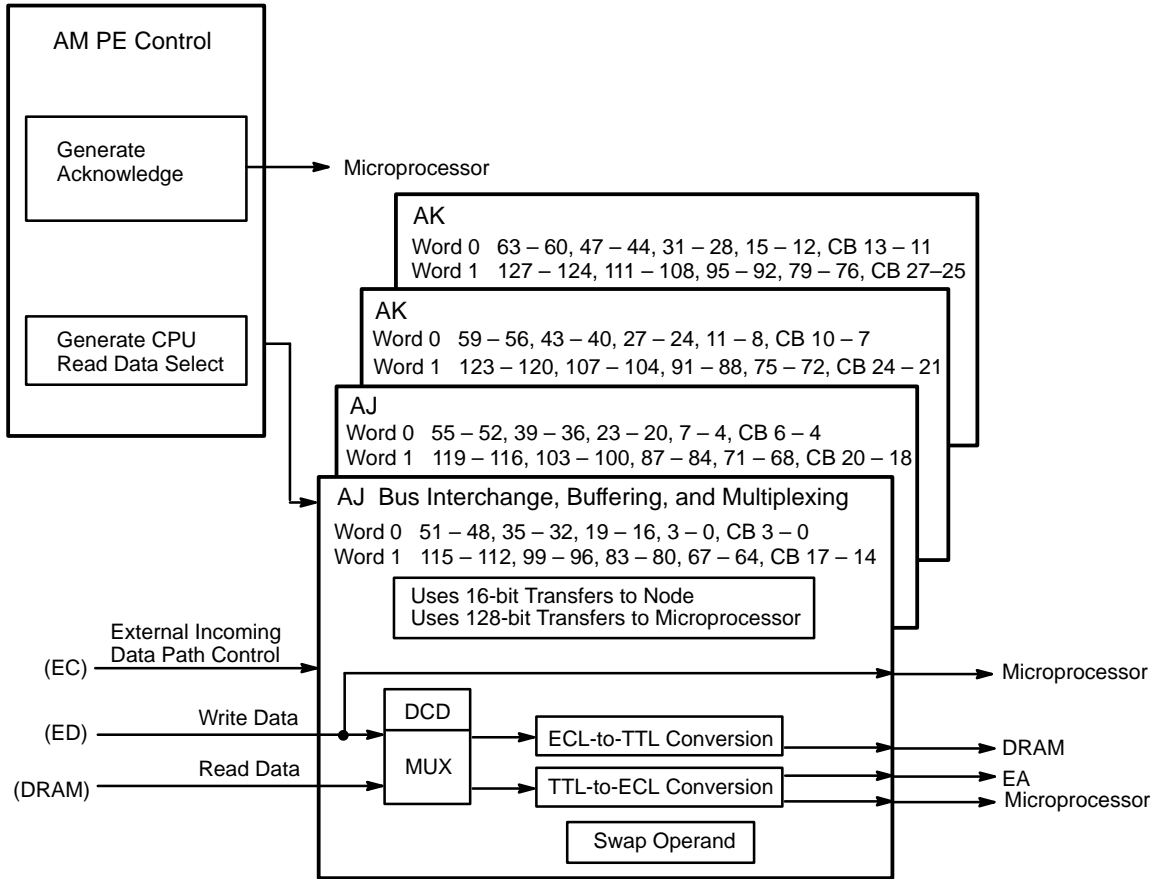 AM PE Control
Generate
Acknowledge
Microprocessor
Generate CPU
Read Data Select
AK
Word 0 63 – 60, 47 – 44, 31 – 28, 15 – 12, CB 13 – 11
Word 1 127 – 124, 111 – 108, 95 – 92, 79 – 76, CB 27–25
AK
Word 0 59 – 56, 43 – 40, 27 – 24, 11 – 8, CB 10 – 7
Word 1 123 – 120, 107 – 104, 91 – 88, 75 – 72, CB 24 – 21
AJ
Word 0 55 – 52, 39 – 36, 23 – 20, 7 – 4, CB 6 – 4
Word 1 119 – 116, 103 – 100, 87 – 84, 71 – 68, CB 20 – 18
AJ Bus Interchange, Buffering, and Multiplexing
Word 0 51 – 48, 35 – 32, 19 – 16, 3 – 0, CB 3 – 0
Word 1 115 – 112, 99 – 96, 83 – 80, 67 – 64, CB 17 – 14
Uses 16-bit Transfers to Node
Uses 128-bit Transfers to Microprocessor
External Incoming
Data Path Control
(EC)
Microprocessor
Write Data
(ED)
DCD
MUX
ECL-to-TTL Conversion
DRAM
Read Data
(DRAM)
TTL-to-ECL Conversion
EA
Microprocessor
Swap Operand